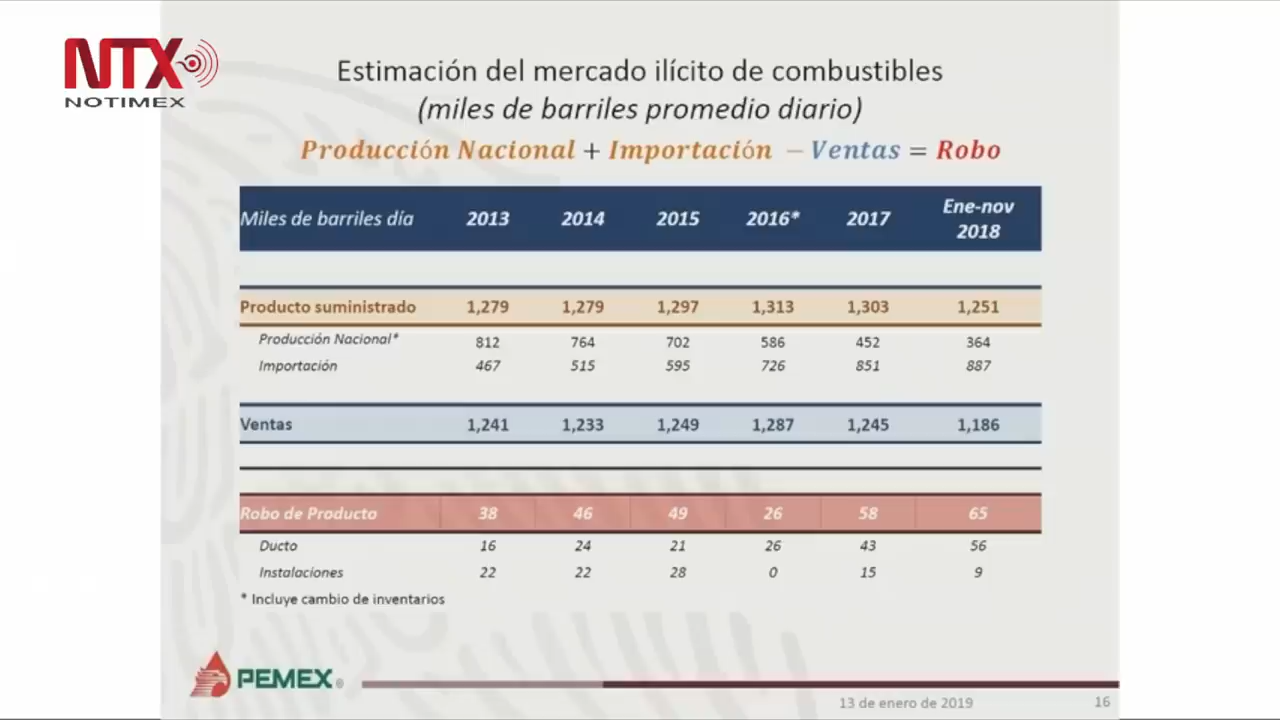 NTX
NOTIMEX
Estimación del mercado ilícito de combustibles
(miles de barriles promedio diario)
Producción Nacional + Importación − Ventas = Robo
Miles de barriles día 2013 2014 2015 2016* 2017 Ene-nov 2018
Producto suministrado 1,279 1,279 1,297 1,313 1,303 1,251
Producción Nacional* 812 764 702 586 452 364
Importación 467 515 595 726 851 887
Ventas 1,241 1,233 1,249 1,287 1,245 1,186
Robo de Producto 38 46 49 26 58 65
Ducto 16 24 21 26 43 56
Instalaciones 22 22 28 0 15 9
* Incluye cambio de inventarios
PEMEX®
13 de enero de 2019 16